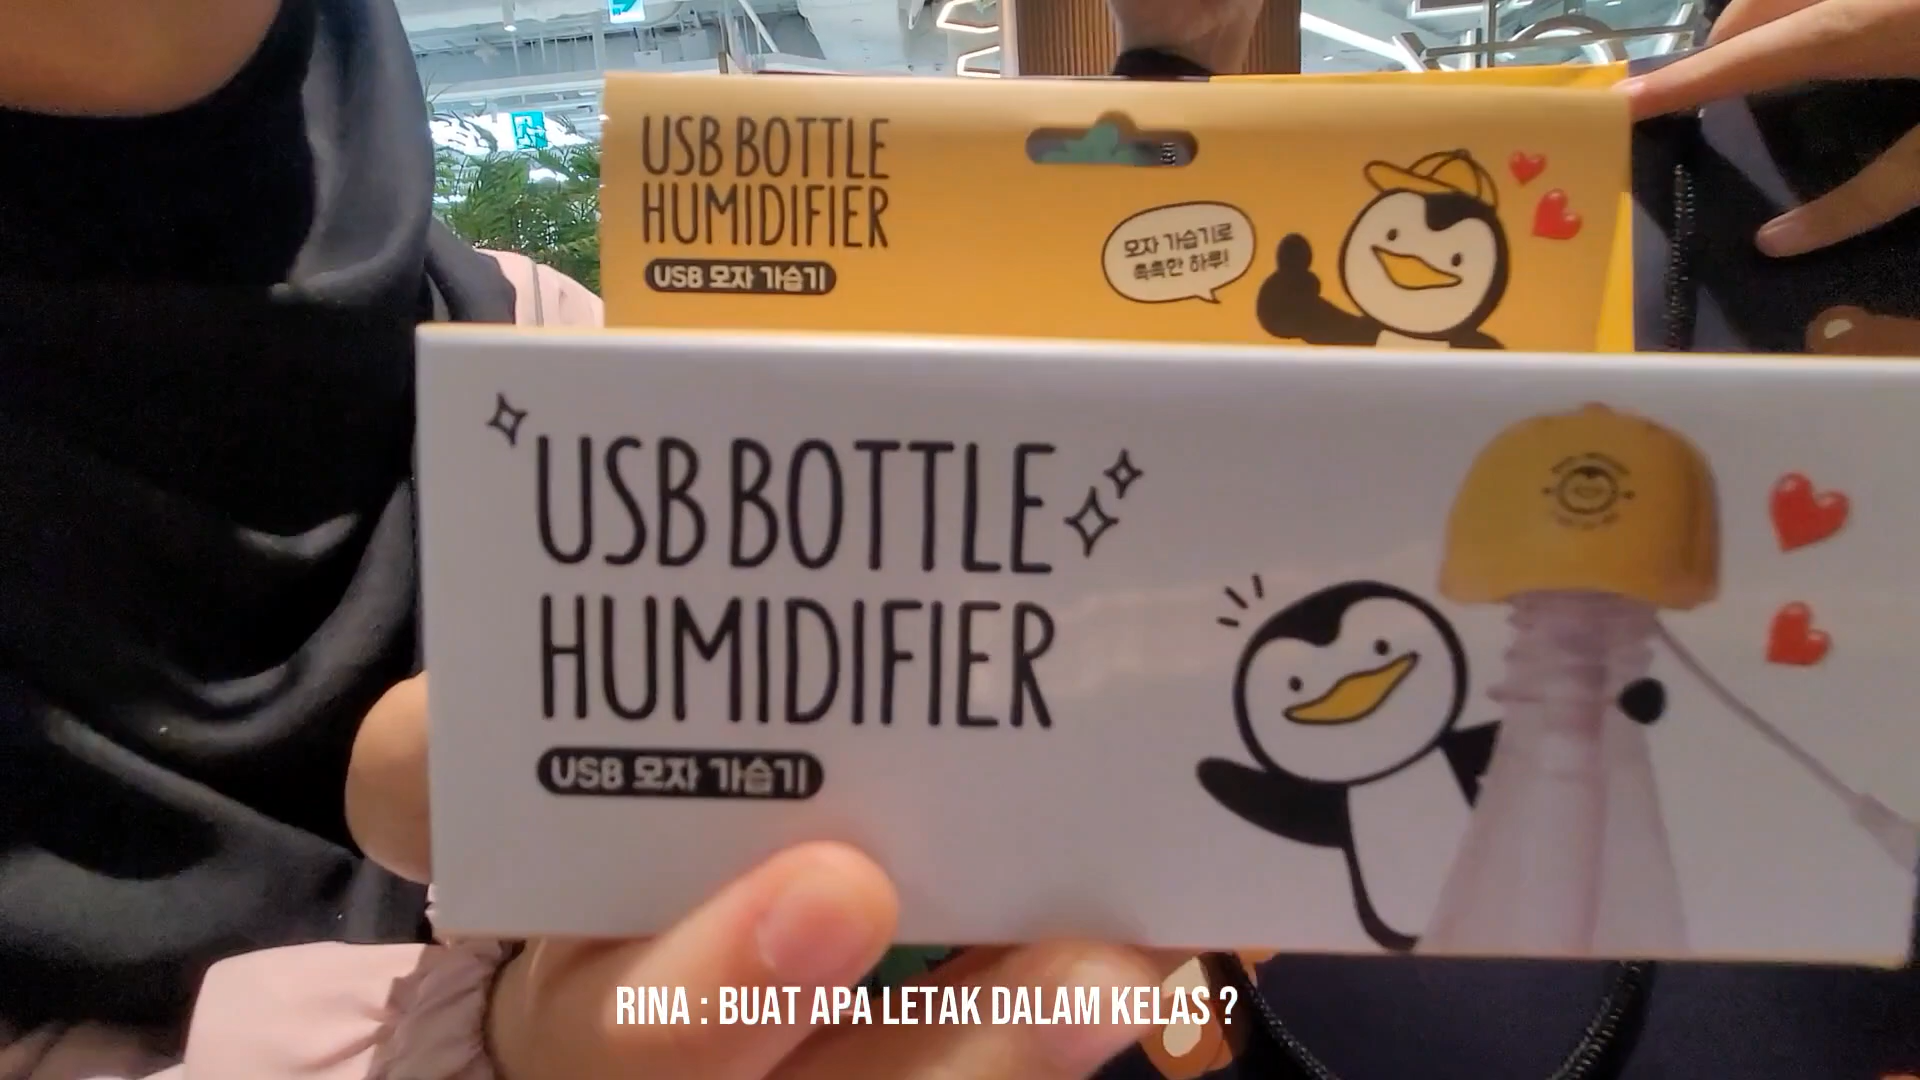 USB BOTTLE
HUMIDIFIER
USB 모자 가습기
모자 가습기로
촉촉한 하루!
USB BOTTLE
HUMIDIFIER
USB 모자 가습기
RINA : BUAT APA LETAK DALAM KELAS ?